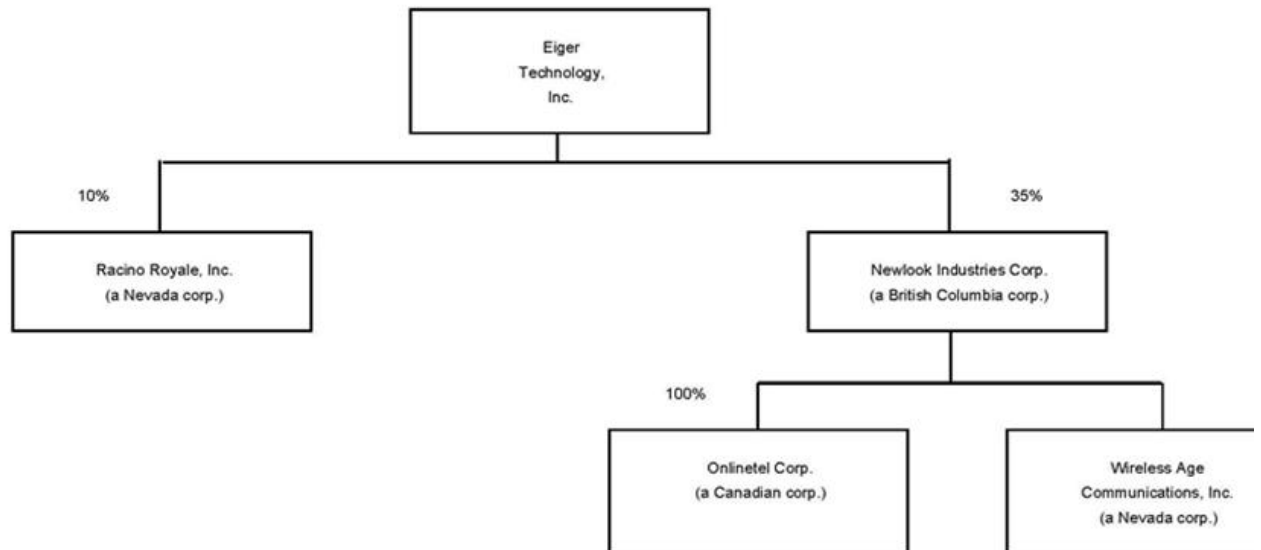 Eiger
Technology,
Inc.
10%
35%
Racino Royale, Inc.
(a Nevada corp.)
Newlook Industries Corp.
(a British Columbia corp.)
100%
Onlinetel Corp.
(a Canadian corp.)
Wireless Age
Communications, Inc.
(a Nevada corp.)